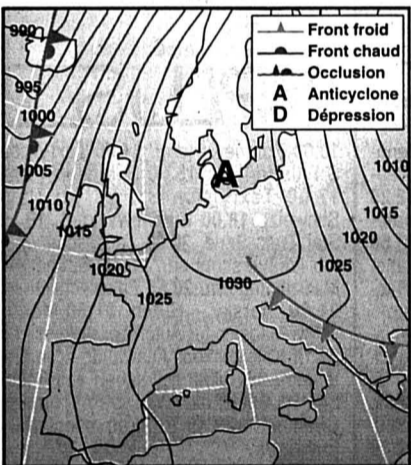 Front froid
Front chaud
Occlusion
A Anticyclone
D Dépression
990
995
1000
1005
1010
1015
1020
1025
1030
A
1010
1015
1020
1025